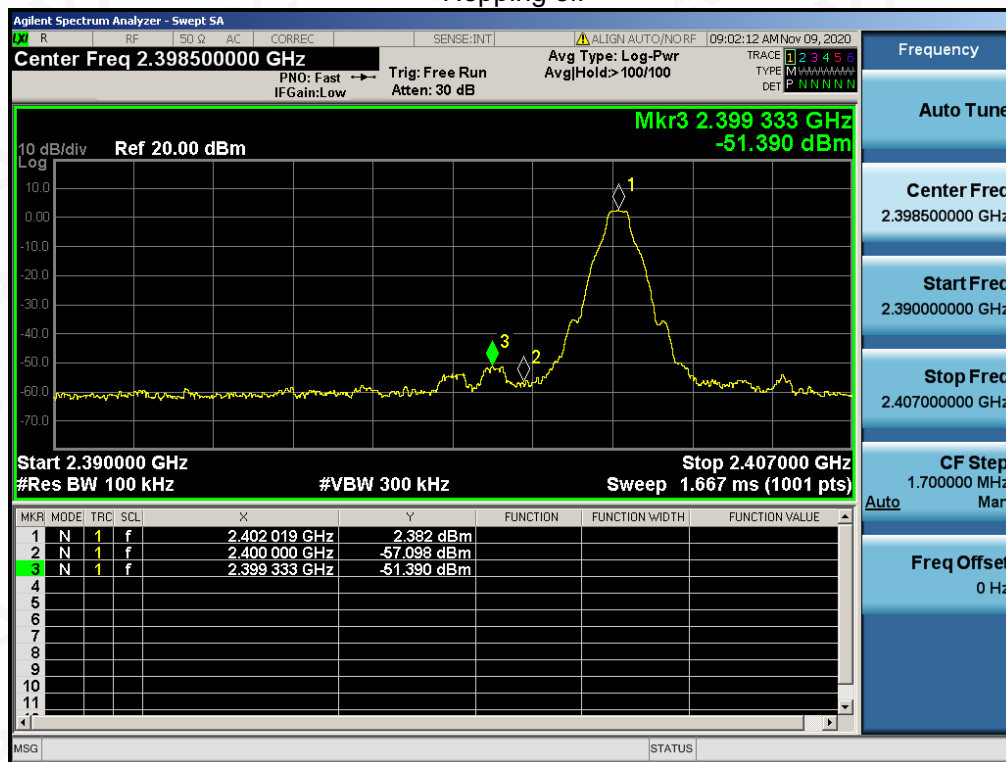 Agilent Spectrum Analyzer - Swept SA
LXI R RF 50 Ω AC CORREC SENSE:INT ALIGN AUTO/NO RF 09:02:12 AM Nov 09, 2020
Center Freq 2.398500000 GHz
PNO: Fast
IFGain:Low
Trig: Free Run
Atten: 30 dB
Avg Type: Log-Pwr
Avg|Hold:>100/100
TRACE 1 2 3 4 5 6
TYPE M W W W W W
DET P N N N N N
Mkr3 2.399 333 GHz
-51.390 dBm
10 dB/div Ref 20.00 dBm
Log
10.0
0.00
-10.0
-20.0
-30.0
-40.0
-50.0
-60.0
-70.0
1
3
2
Start 2.390000 GHz Stop 2.407000 GHz
#Res BW 100 kHz #VBW 300 kHz Sweep 1.667 ms (1001 pts)
MKR MODE TRC SCL X Y FUNCTION FUNCTION WIDTH FUNCTION VALUE
1 N 1 f 2.402 019 GHz 2.382 dBm
2 N 1 f 2.400 000 GHz -57.098 dBm
3 N 1 f 2.399 333 GHz -51.390 dBm
4
5
6
7
8
9
10
11
MSG STATUS
Frequency
Auto Tune
Center Freq
2.398500000 GHz
Start Freq
2.390000000 GHz
Stop Freq
2.407000000 GHz
CF Step
1.700000 MHz
Auto Man
Freq Offset
0 Hz